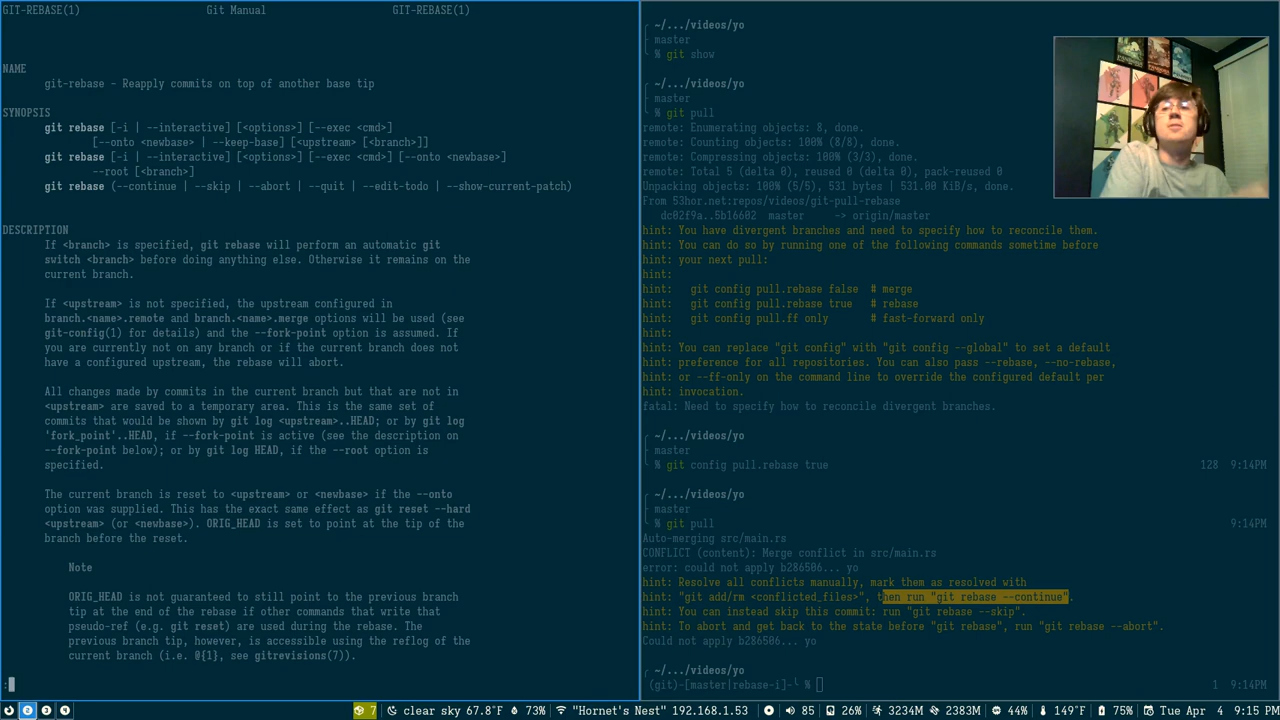 GIT-REBASE(1) Git Manual GIT-REBASE(1)
NAME
git-rebase - Reapply commits on top of another base tip
SYNOPSIS
git rebase [-i | --interactive] [<options>] [--exec <cmd>]
[--onto <newbase> | --keep-base] [<upstream> [<branch>]]
git rebase [-i | --interactive] [<options>] [--exec <cmd>] [--onto <newbase>]
--root [<branch>]
git rebase (--continue | --skip | --abort | --quit | --edit-todo | --show-current-patch)
DESCRIPTION
If <branch> is specified, git rebase will perform an automatic git
switch <branch> before doing anything else. Otherwise it remains on the
current branch.
If <upstream> is not specified, the upstream configured in
branch.<name>.remote and branch.<name>.merge options will be used (see
git-config(1) for details) and the --fork-point option is assumed. If
you are currently not on any branch or if the current branch does not
have a configured upstream, the rebase will abort.
All changes made by commits in the current branch but that are not in
<upstream> are saved to a temporary area. This is the same set of
commits that would be shown by git log <upstream>..HEAD; or by git log
'fork_point'..HEAD, if --fork-point is active (see the description on
--fork-point below); or by git log HEAD, if the --root option is
specified.
The current branch is reset to <upstream> or <newbase> if the --onto
option was supplied. This has the exact same effect as git reset --hard
<upstream> (or <newbase>). ORIG_HEAD is set to point at the tip of the
branch before the reset.
Note
ORIG_HEAD is not guaranteed to still point to the previous branch
tip at the end of the rebase if other commands that write that
pseudo-ref (e.g. git reset) are used during the rebase. The
previous branch tip, however, is accessible using the reflog of the
current branch (i.e. @{1}, see gitrevisions(7)).
:
~/.../videos/yo
master
% git show
~/.../videos/yo
master
% git pull
remote: Enumerating objects: 8, done.
remote: Counting objects: 100% (8/8), done.
remote: Compressing objects: 100% (3/3), done.
remote: Total 5 (delta 0), reused 0 (delta 0), pack-reused 0
Unpacking objects: 100% (5/5), 531 bytes | 531.00 KiB/s, done.
From 53hor.net:repos/videos/git-pull-rebase
dc02f9a..5b16602 master -> origin/master
hint: You have divergent branches and need to specify how to reconcile them.
hint: You can do so by running one of the following commands sometime before
hint: your next pull:
hint:
hint: git config pull.rebase false # merge
hint: git config pull.rebase true # rebase
hint: git config pull.ff only # fast-forward only
hint:
hint: You can replace "git config" with "git config --global" to set a default
hint: preference for all repositories. You can also pass --rebase, --no-rebase,
hint: or --ff-only on the command line to override the configured default per
hint: invocation.
fatal: Need to specify how to reconcile divergent branches.
~/.../videos/yo
master
% git config pull.rebase true 128 9:14PM
~/.../videos/yo
master
% git pull 9:14PM
Auto-merging src/main.rs
CONFLICT (content): Merge conflict in src/main.rs
error: could not apply b286506... yo
hint: Resolve all conflicts manually, mark them as resolved with
hint: "git add/rm <conflicted_files>", then run "git rebase --continue".
hint: You can instead skip this commit: run "git rebase --skip".
hint: To abort and get back to the state before "git rebase", run "git rebase --abort".
Could not apply b286506... yo
~/.../videos/yo
(git)-[master|rebase-i]-% 1 9:14PM
2 3 7 clear sky 67.8°F 73% "Hornet's Nest" 192.168.1.53 85 26% 3234M 2383M 44% 149°F 75% Tue Apr 4 9:15 PM